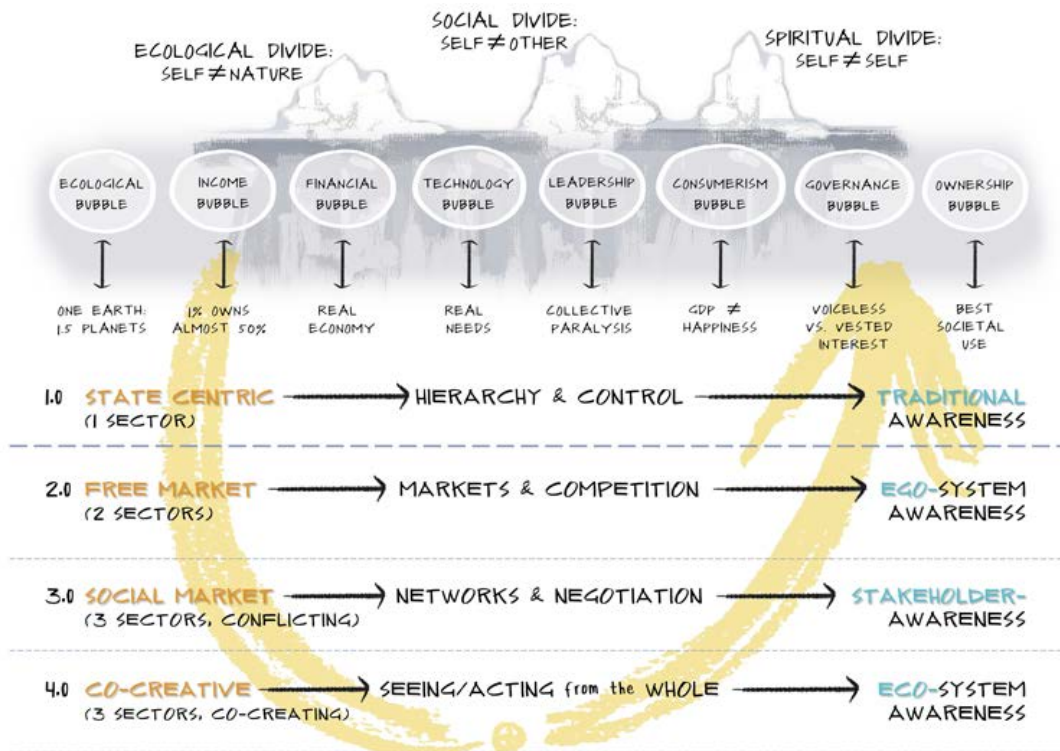 ECOLOGICAL DIVIDE:
SELF ≠ NATURE
SOCIAL DIVIDE:
SELF ≠ OTHER
SPIRITUAL DIVIDE:
SELF ≠ SELF
ECOLOGICAL
BUBBLE
INCOME
BUBBLE
FINANCIAL
BUBBLE
TECHNOLOGY
BUBBLE
LEADERSHIP
BUBBLE
CONSUMERISM
BUBBLE
GOVERNANCE
BUBBLE
OWNERSHIP
BUBBLE
ONE EARTH:
1.5 PLANETS
1% OWNS
ALMOST 50%
REAL
ECONOMY
REAL
NEEDS
COLLECTIVE
PARALYSIS
GDP ≠
HAPPINESS
VOICELESS
VS. VESTED
INTEREST
BEST
SOCIETAL
USE
1.0 STATE CENTRIC HIERARCHY & CONTROL TRADITIONAL
(1 SECTOR) AWARENESS
2.0 FREE MARKET MARKETS & COMPETITION EGO-SYSTEM
(2 SECTORS) AWARENESS
3.0 SOCIAL MARKET NETWORKS & NEGOTIATION STAKEHOLDER-
(3 SECTORS, CONFLICTING) AWARENESS
4.0 CO-CREATIVE SEEING/ACTING from the WHOLE ECO-SYSTEM
(3 SECTORS, CO-CREATING) AWARENESS